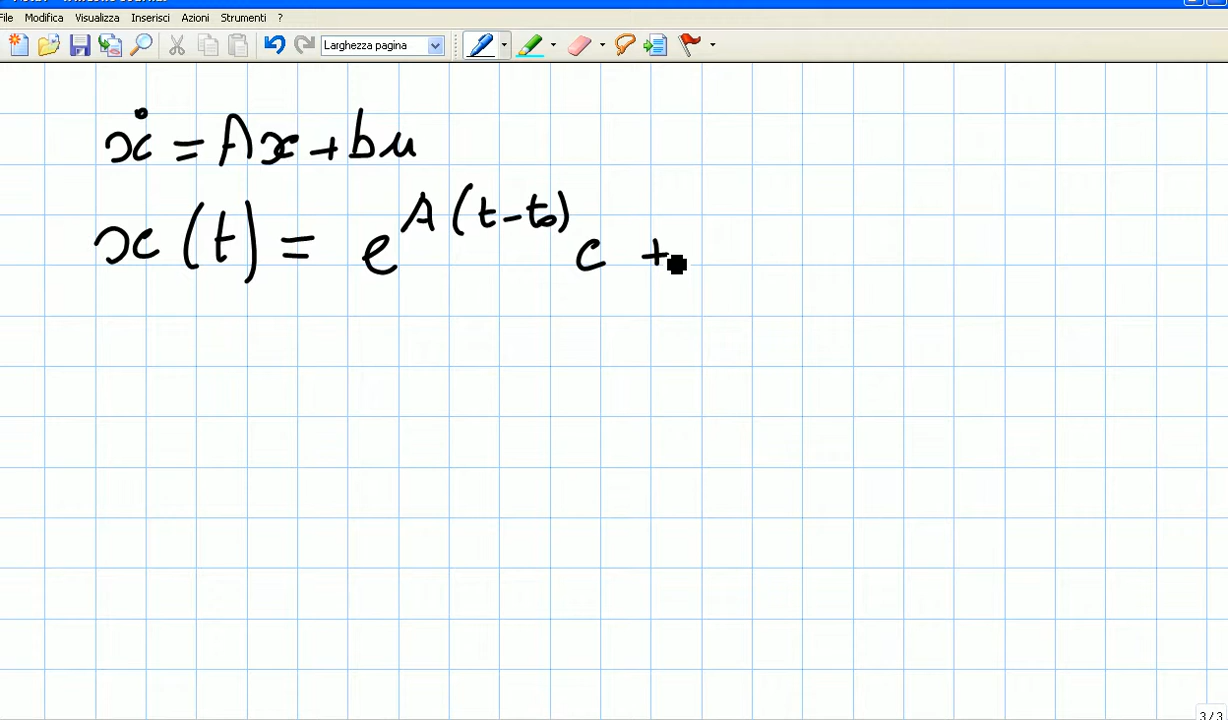 File Modifica Visualizza Inserisci Azioni Strumenti ?
Larghezza pagina
ẋ = Ax + bu
x(t) = e^{A(t-t₀)} c +
3/3